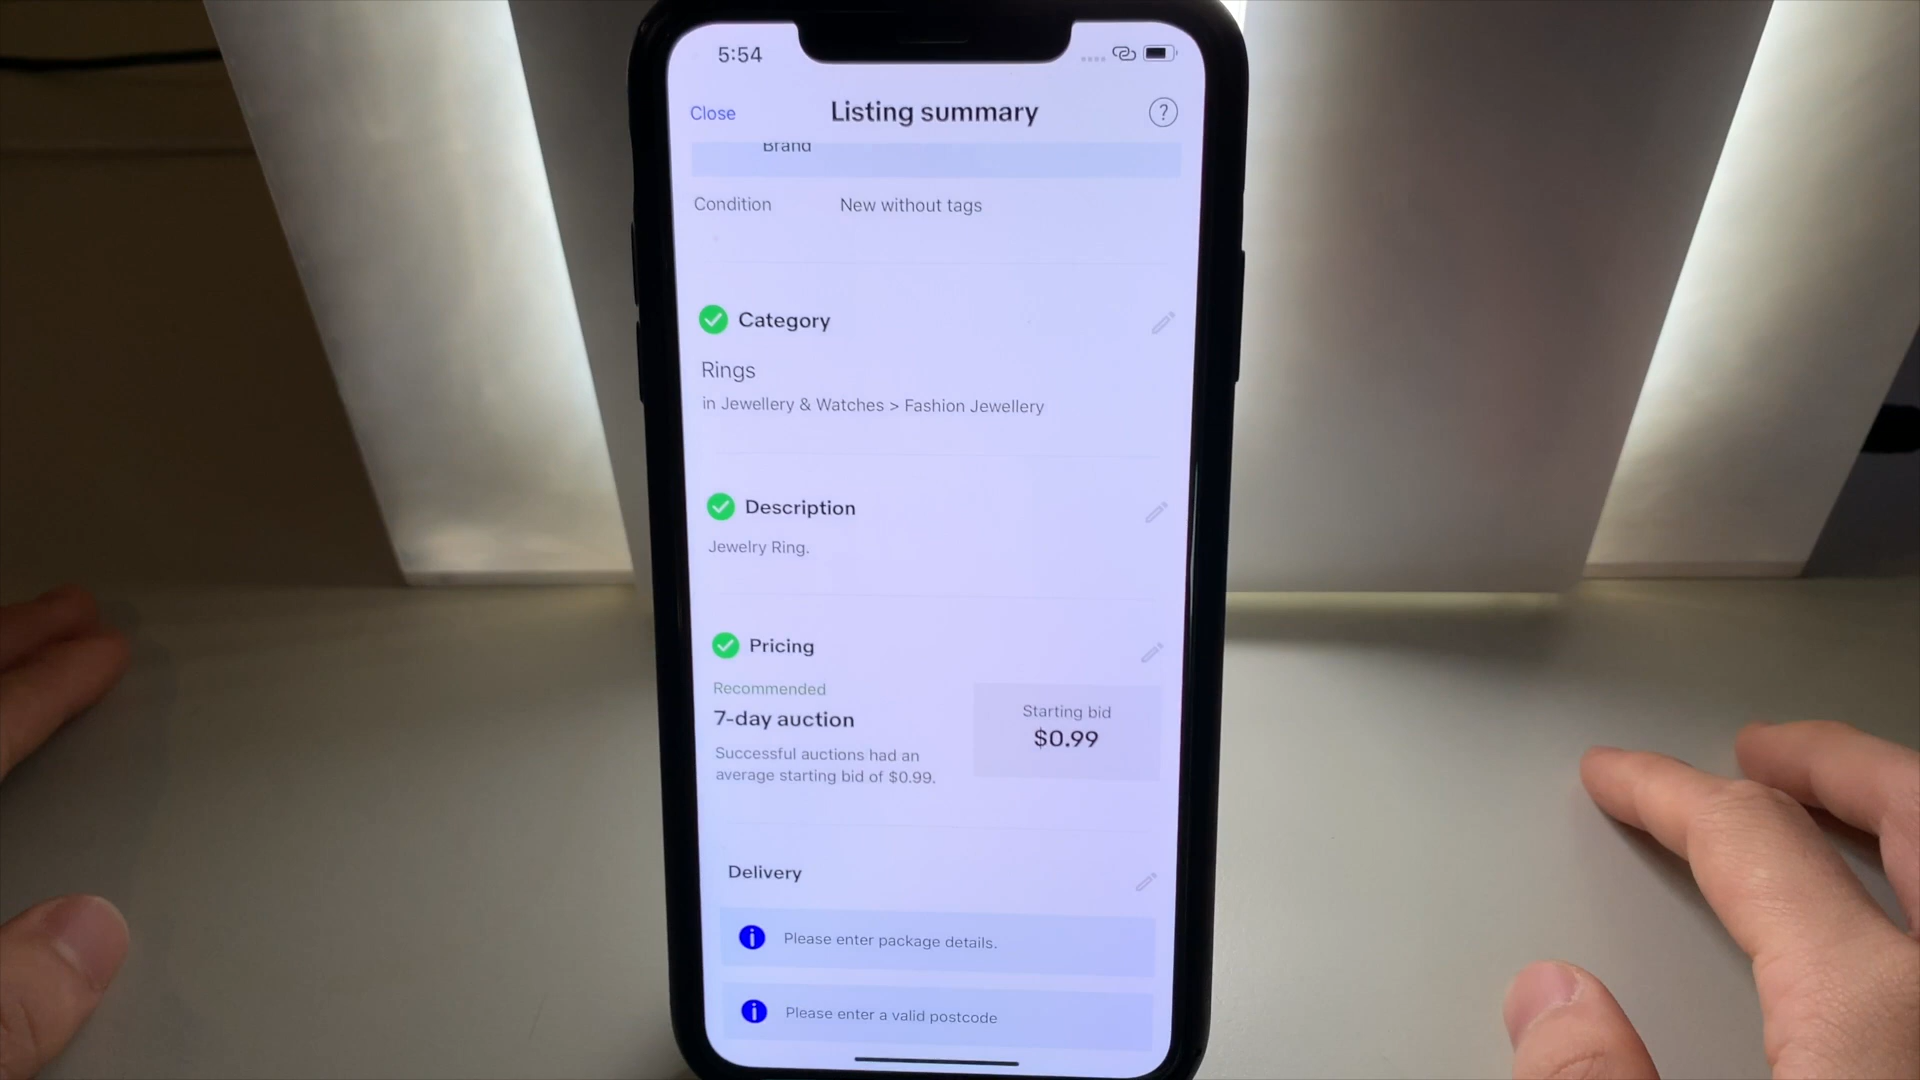 5:54
Close
Listing summary
?
Brand
Condition
New without tags
Category
Rings
in Jewellery & Watches > Fashion Jewellery
Description
Jewelry Ring.
Pricing
Recommended
7-day auction
Successful auctions had an
average starting bid of $0.99.
Starting bid
$0.99
Delivery
Please enter package details.
Please enter a valid postcode